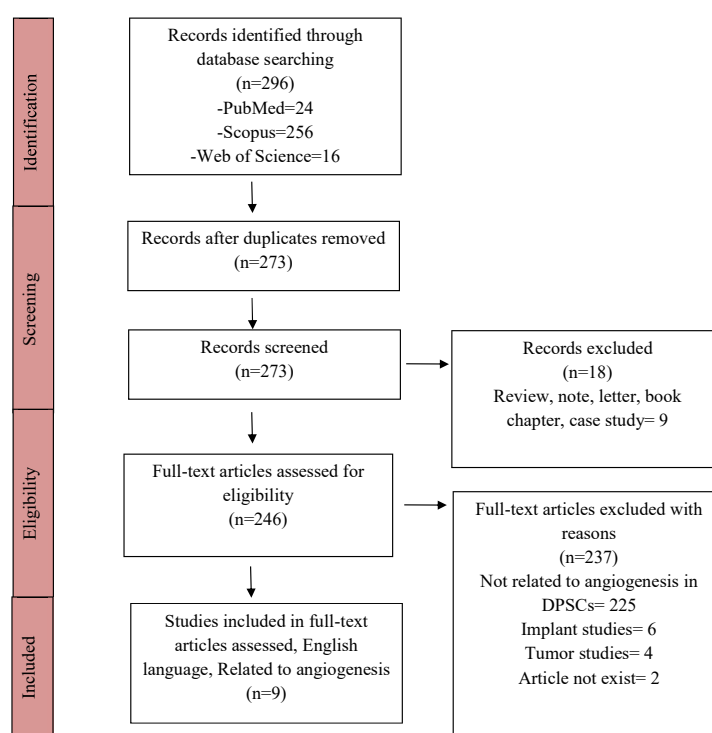 Identification
Records identified through
database searching
(n=296)
-PubMed=24
-Scopus=256
-Web of Science=16
Screening
Records after duplicates removed
(n=273)
Records screened
(n=273)
Records excluded
(n=18)
Review, note, letter, book
chapter, case study= 9
Eligibility
Full-text articles assessed for
eligibility
(n=246)
Full-text articles excluded with
reasons
(n=237)
Not related to angiogenesis in
DPSCs= 225
Implant studies= 6
Tumor studies= 4
Article not exist= 2
Included
Studies included in full-text
articles assessed, English
language, Related to angiogenesis
(n=9)